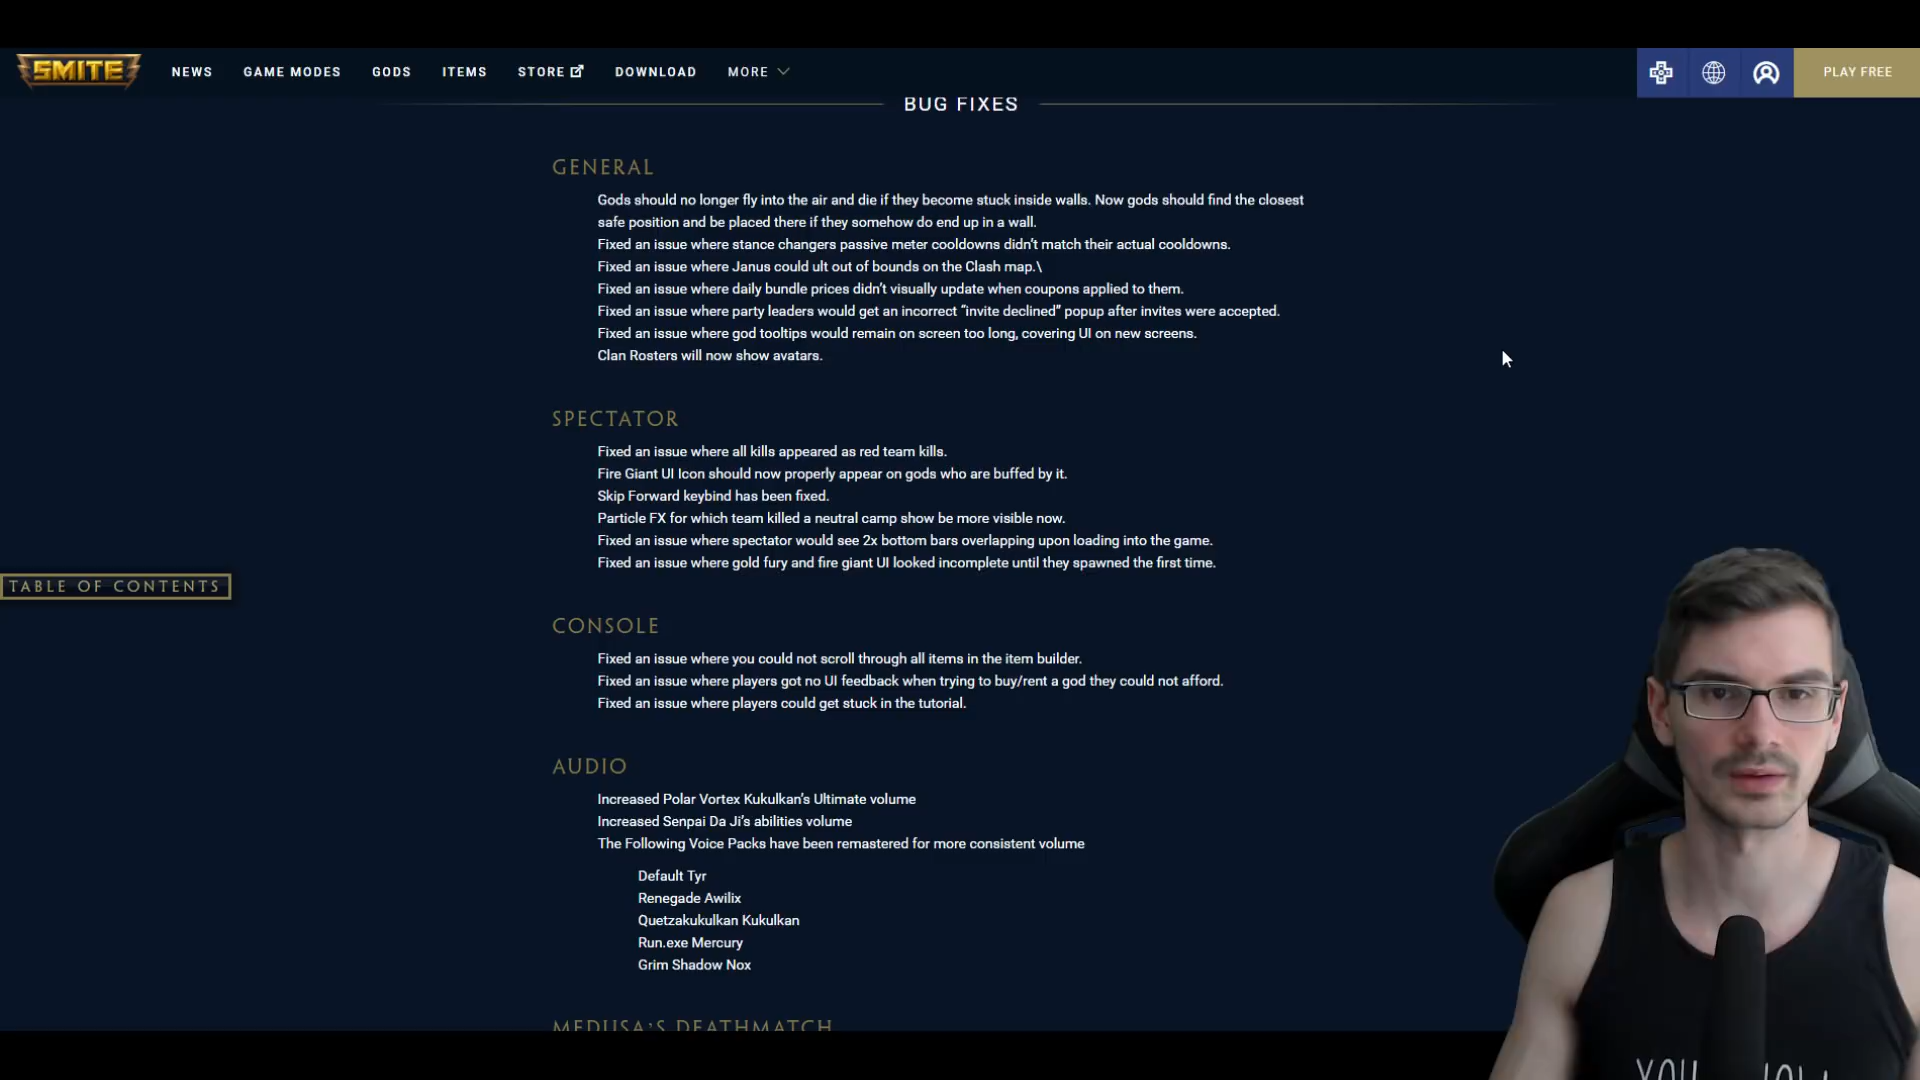 SMITE
NEWS
GAME MODES
GODS
ITEMS
STORE
DOWNLOAD
MORE
PLAY FREE
BUG FIXES
GENERAL
Gods should no longer fly into the air and die if they become stuck inside walls. Now gods should find the closest
safe position and be placed there if they somehow do end up in a wall.
Fixed an issue where stance changers passive meter cooldowns didn't match their actual cooldowns.
Fixed an issue where Janus could ult out of bounds on the Clash map.\
Fixed an issue where daily bundle prices didn't visually update when coupons applied to them.
Fixed an issue where party leaders would get an incorrect “invite declined” popup after invites were accepted.
Fixed an issue where god tooltips would remain on screen too long, covering UI on new screens.
Clan Rosters will now show avatars.
SPECTATOR
Fixed an issue where all kills appeared as red team kills.
Fire Giant UI Icon should now properly appear on gods who are buffed by it.
Skip Forward keybind has been fixed.
Particle FX for which team killed a neutral camp show be more visible now.
Fixed an issue where spectator would see 2x bottom bars overlapping upon loading into the game.
Fixed an issue where gold fury and fire giant UI looked incomplete until they spawned the first time.
TABLE OF CONTENTS
CONSOLE
Fixed an issue where you could not scroll through all items in the item builder.
Fixed an issue where players got no UI feedback when trying to buy/rent a god they could not afford.
Fixed an issue where players could get stuck in the tutorial.
AUDIO
Increased Polar Vortex Kukulkan's Ultimate volume
Increased Senpai Da Ji's abilities volume
The Following Voice Packs have been remastered for more consistent volume
Default Tyr
Renegade Awilix
Quetzakukulkan Kukulkan
Run.exe Mercury
Grim Shadow Nox
MEDUSA'S DEATHMATCH
YOU